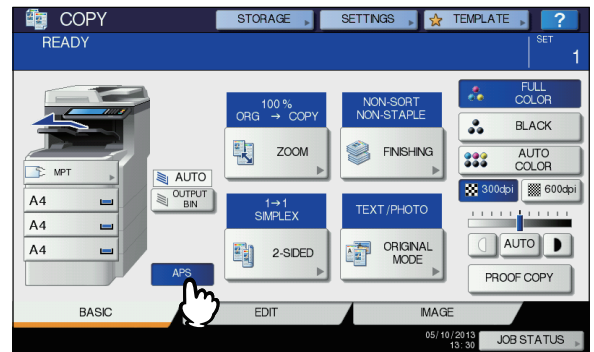 COPY
STORAGE
SETTINGS
TEMPLATE
?
READY
SET
1
100 %
ORG → COPY
ZOOM
NON-SORT
NON-STAPLE
FINISHING
FULL
COLOR
BLACK
AUTO
COLOR
300dpi
600dpi
MPT
A4
A4
A4
AUTO
OUTPUT
BIN
1→1
SIMPLEX
2-SIDED
TEXT/PHOTO
ORIGINAL
MODE
AUTO
PROOF COPY
APS
BASIC
EDIT
IMAGE
05/10/2013
13:30
JOB STATUS